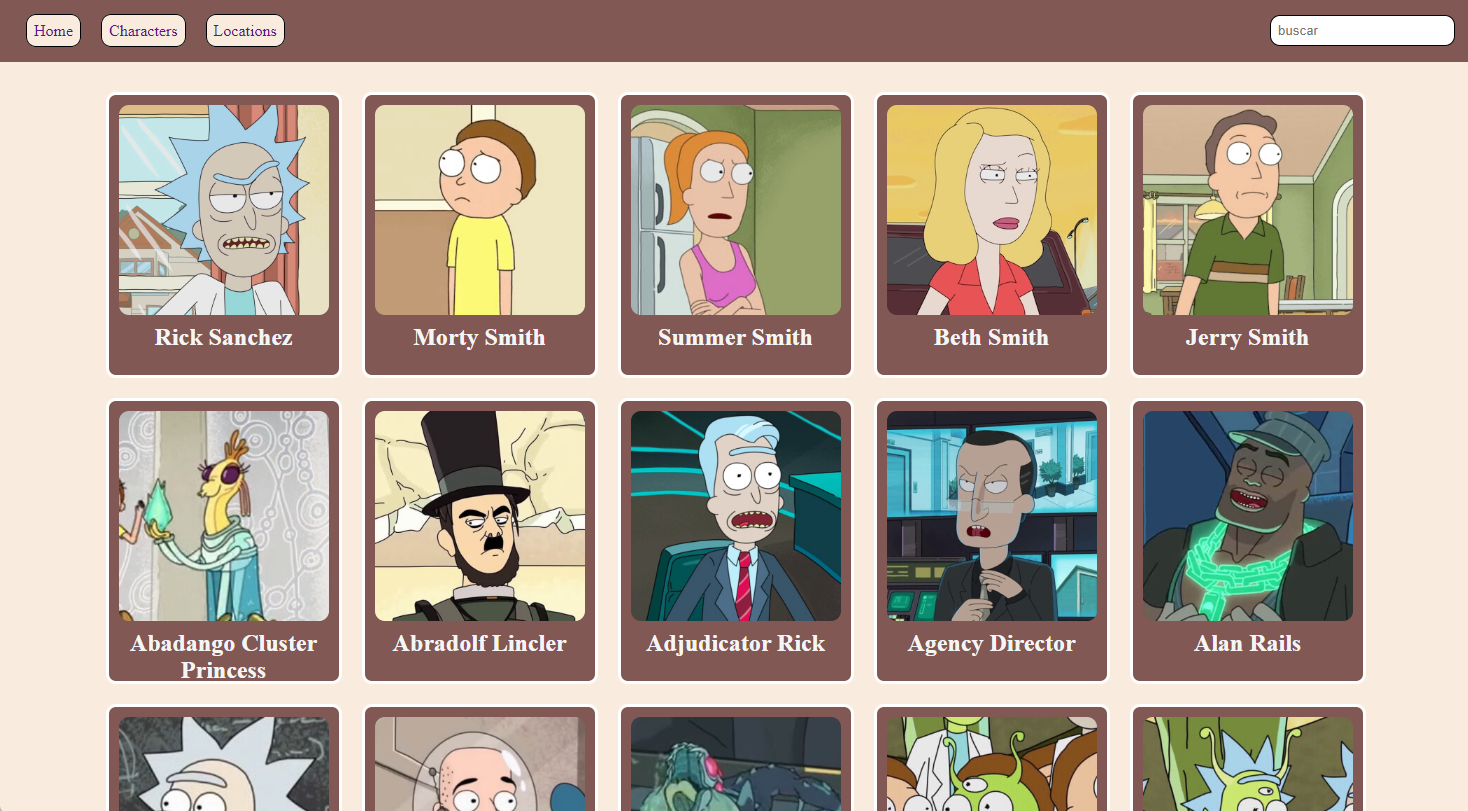 Home Characters Locations buscar
Rick Sanchez Morty Smith Summer Smith Beth Smith Jerry Smith
Abadango Cluster Princess Abradolf Lincler Adjudicator Rick Agency Director Alan Rails